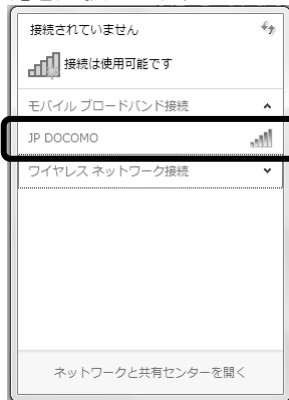 接続されていません
接続は使用可能です
モバイル ブロードバンド接続
JP DOCOMO
ワイヤレス ネットワーク接続
ネットワークと共有センターを開く